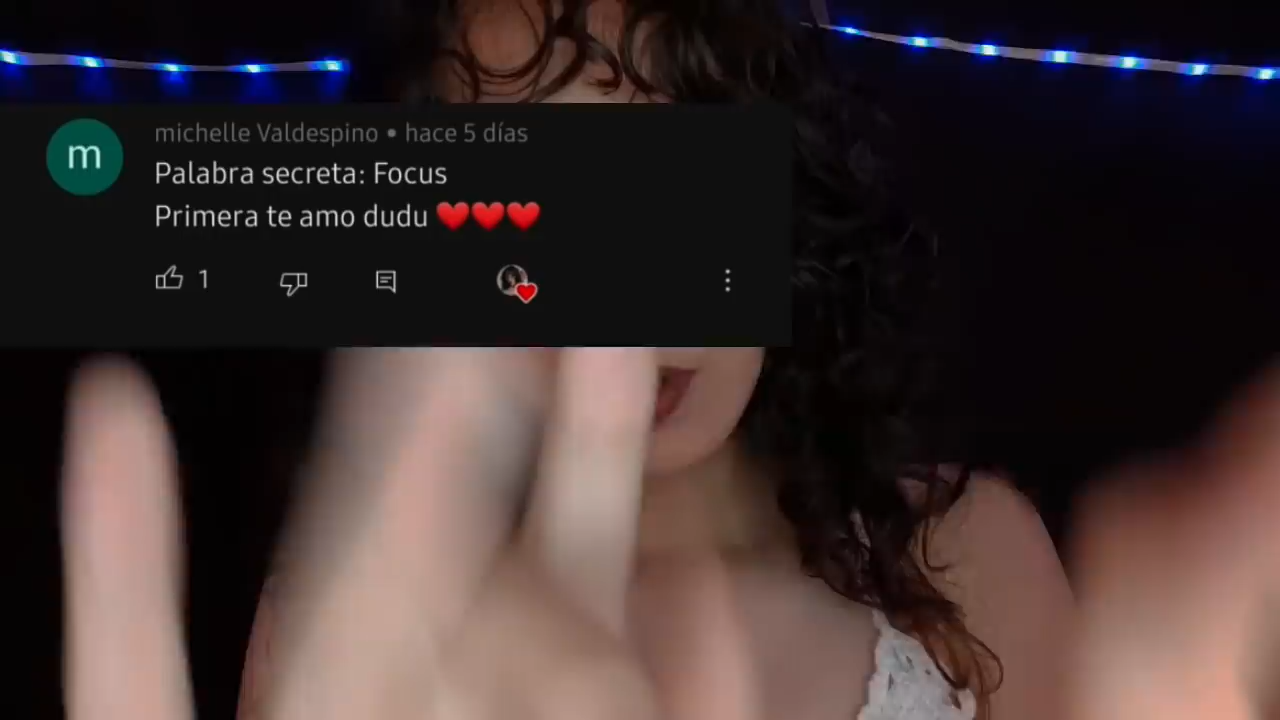 m
michelle Valdespino • hace 5 días
Palabra secreta: Focus
Primera te amo dudu ❤️❤️❤️
1